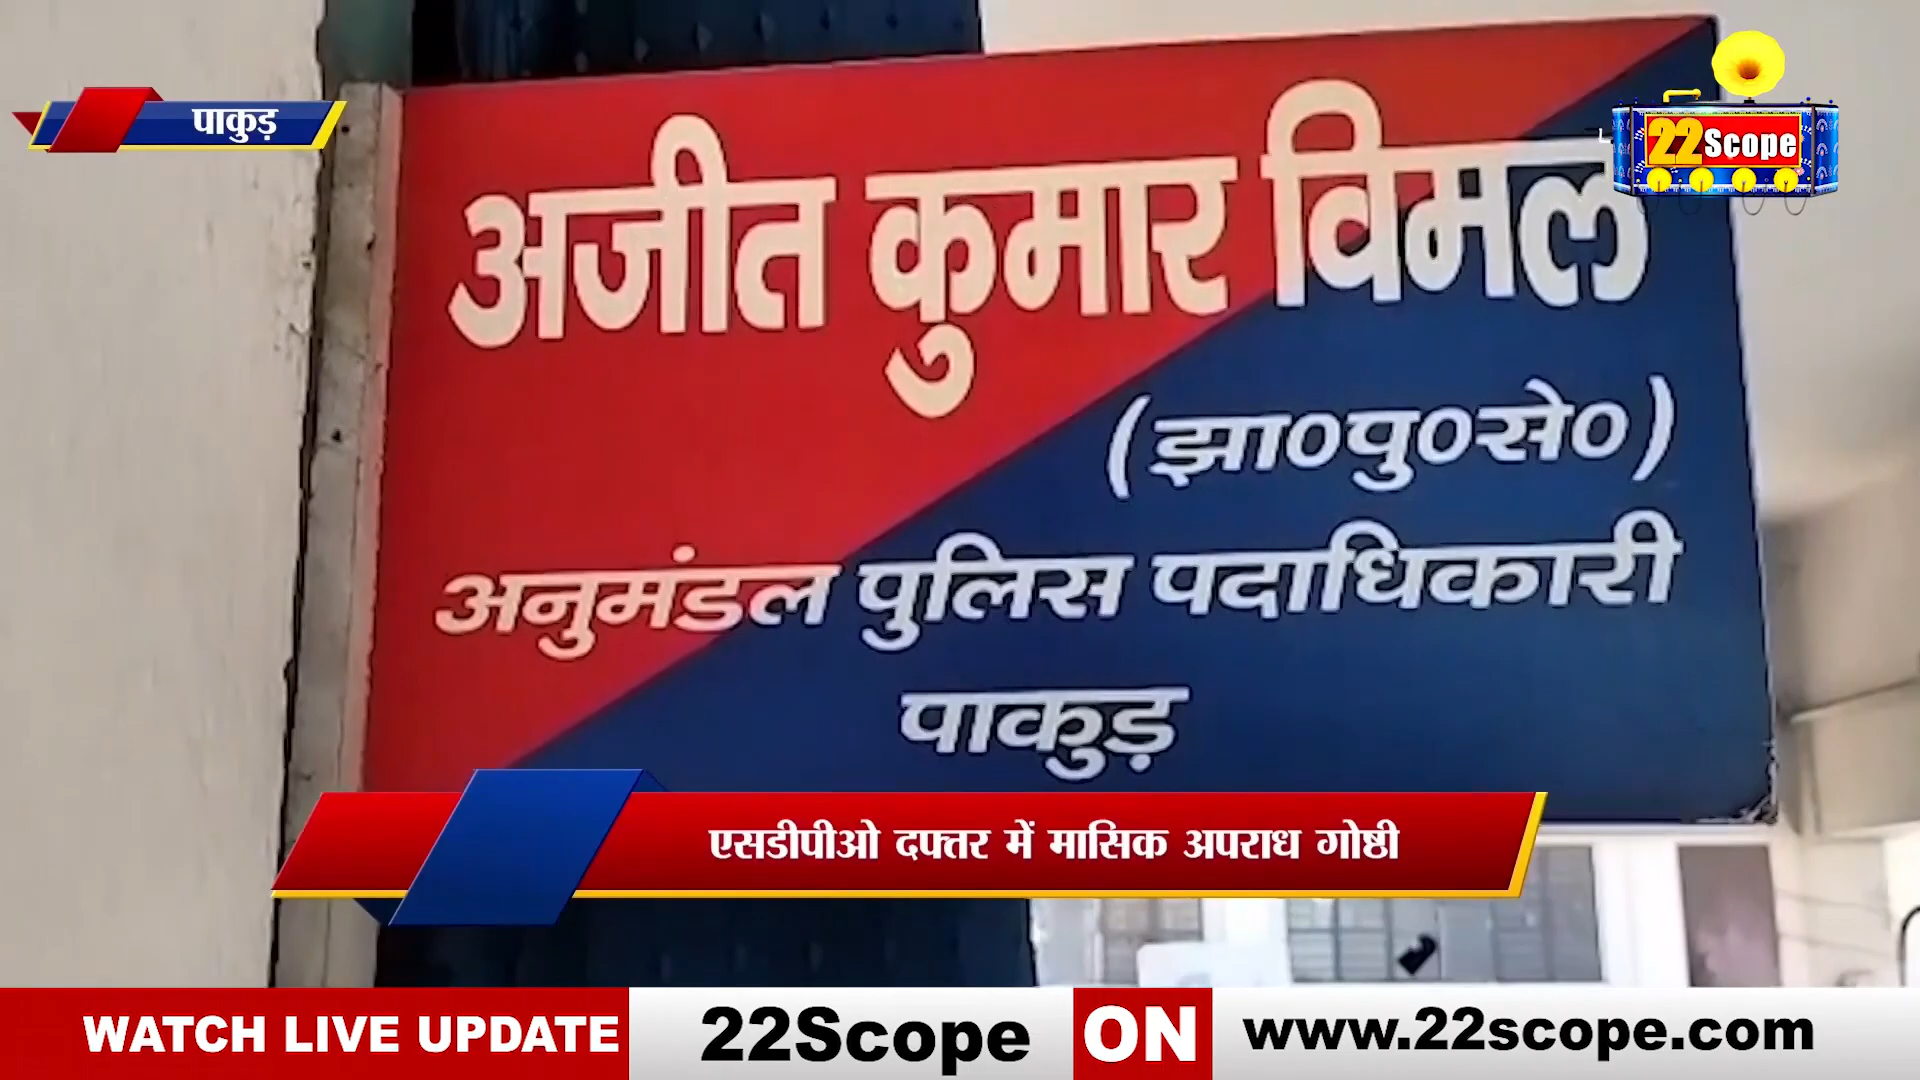 पाकुड़
22Scope
अजीत कुमार विमल
(झा०पु०से०)
अनुमंडल पुलिस पदाधिकारी
पाकुड़
एसडीपीओ दफ्तर में मासिक अपराध गोष्ठी
WATCH LIVE UPDATE 22Scope ON www.22scope.com